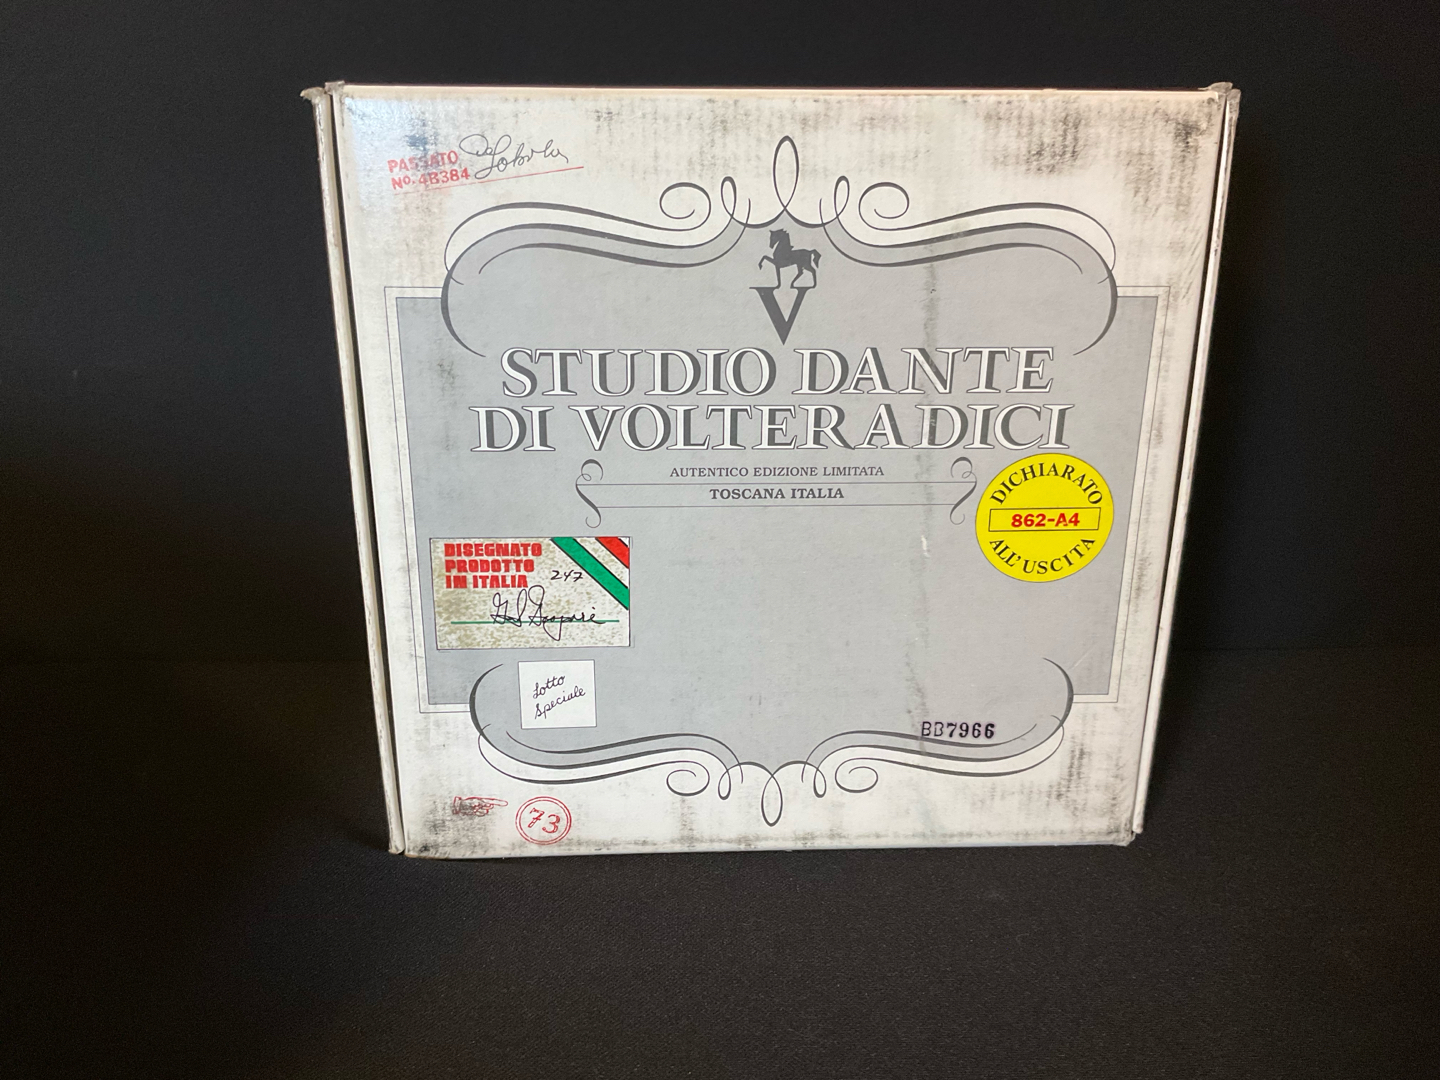 PASSATO
No. 4B384
V
STUDIO DANTE
DI VOLTERADICI
AUTENTICO EDIZIONE LIMITATA
TOSCANA ITALIA
DICHIARATO
862-A4
ALL'USCITA
DISEGNATO
PRODOTTO
IN ITALIA
247
Lotto
Speciale
BB7966
73